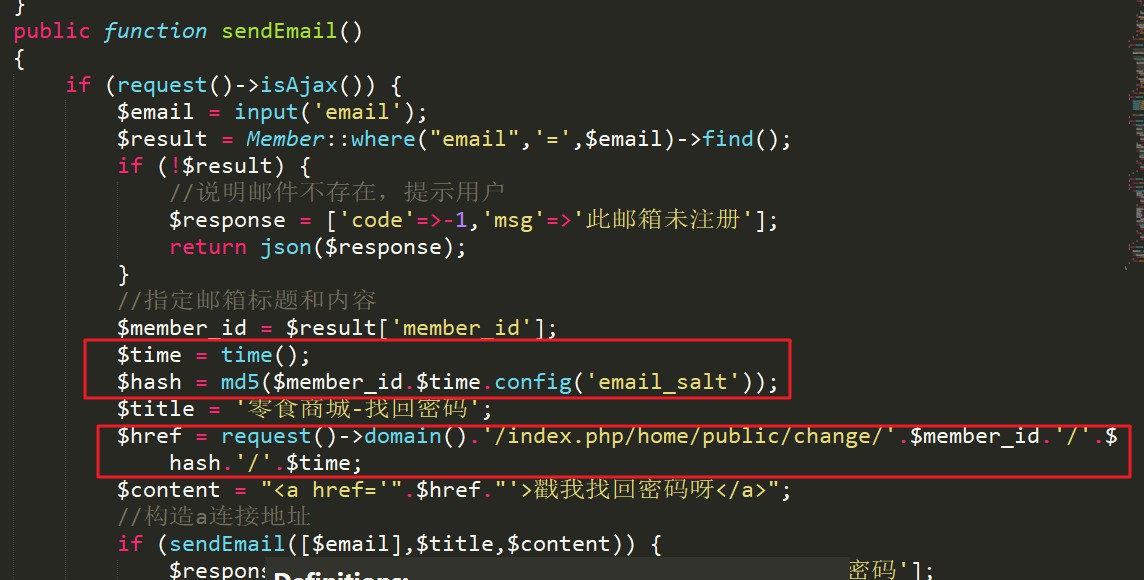 }
public function sendEmail()
{
if (request()->isAjax()) {
$email = input('email');
$result = Member::where("email",'=',$email)->find();
if (!$result) {
//说明邮件不存在，提示用户
$response = ['code'=>-1,'msg'=>'此邮箱未注册'];
return json($response);
}
//指定邮箱标题和内容
$member_id = $result['member_id'];
$time = time();
$hash = md5($member_id.$time.config('email_salt'));
$title = '零食商城-找回密码';
$href = request()->domain().'/index.php/home/public/change/'.$member_id.'/'.$
hash.'/'.$time;
$content = "<a href='".$href."'>戳我找回密码呀</a>";
//构造a连接地址
if (sendEmail([$email],$title,$content)) {
$respon 密码'];
Definitions: